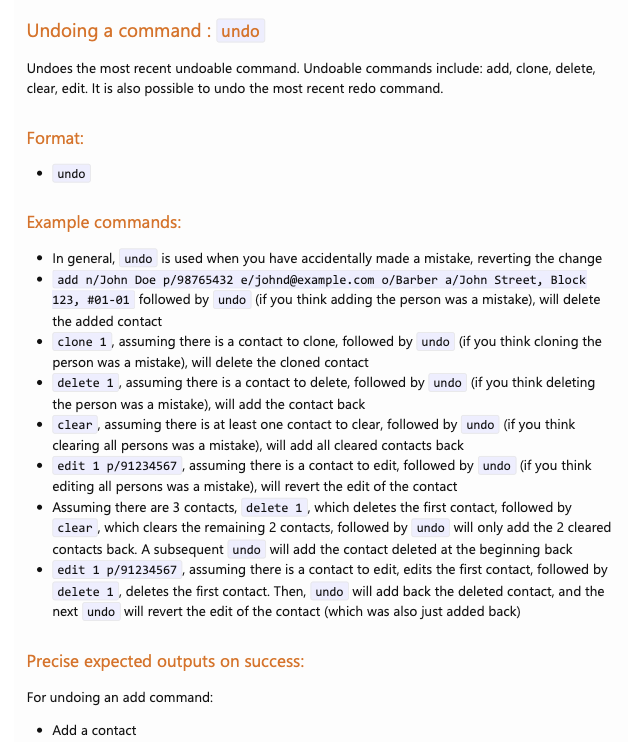 Undoing a command : undo
Undoes the most recent undoable command. Undoable commands include: add, clone, delete,
clear, edit. It is also possible to undo the most recent redo command.
Format:
• undo
Example commands:
• In general, undo is used when you have accidentally made a mistake, reverting the change
• add n/John Doe p/98765432 e/johnd@example.com o/Barber a/John Street, Block
123, #01-01 followed by undo (if you think adding the person was a mistake), will delete
the added contact
• clone 1 , assuming there is a contact to clone, followed by undo (if you think cloning the
person was a mistake), will delete the cloned contact
• delete 1 , assuming there is a contact to delete, followed by undo (if you think deleting
the person was a mistake), will add the contact back
• clear , assuming there is at least one contact to clear, followed by undo (if you think
clearing all persons was a mistake), will add all cleared contacts back
• edit 1 p/91234567 , assuming there is a contact to edit, followed by undo (if you think
editing all persons was a mistake), will revert the edit of the contact
• Assuming there are 3 contacts, delete 1 , which deletes the first contact, followed by
clear , which clears the remaining 2 contacts, followed by undo will only add the 2 cleared
contacts back. A subsequent undo will add the contact deleted at the beginning back
• edit 1 p/91234567 , assuming there is a contact to edit, edits the first contact, followed by
delete 1 , deletes the first contact. Then, undo will add back the deleted contact, and the
next undo will revert the edit of the contact (which was also just added back)
Precise expected outputs on success:
For undoing an add command:
• Add a contact